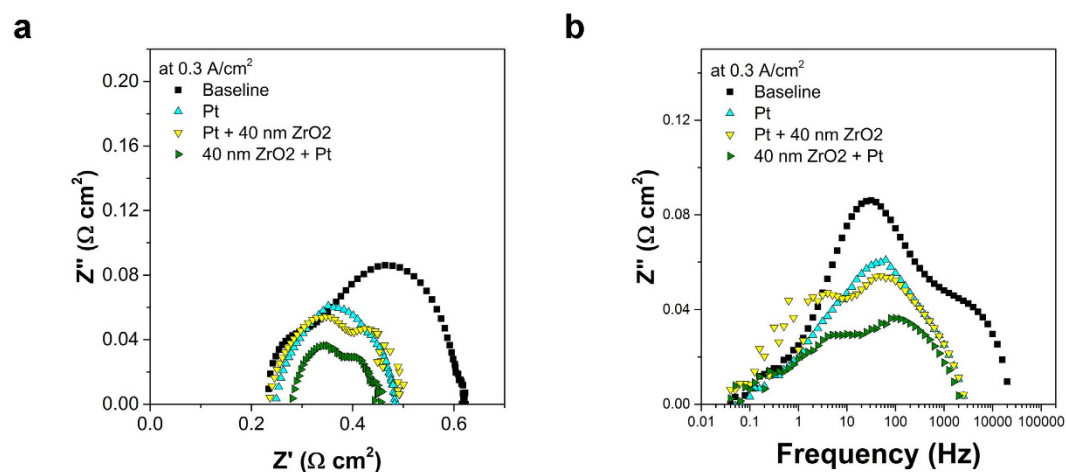 a
at 0.3 A/cm²
Baseline
Pt
Pt + 40 nm ZrO2
40 nm ZrO2 + Pt
0.20
0.16
0.12
0.08
0.04
0.00
Z'' (Ω cm²)
0.0 0.2 0.4 0.6
Z' (Ω cm²)
b
at 0.3 A/cm²
Baseline
Pt
Pt + 40 nm ZrO2
40 nm ZrO2 + Pt
0.12
0.08
0.04
0.00
Z'' (Ω cm²)
0.01 0.1 1 10 100 1000 10000 100000
Frequency (Hz)